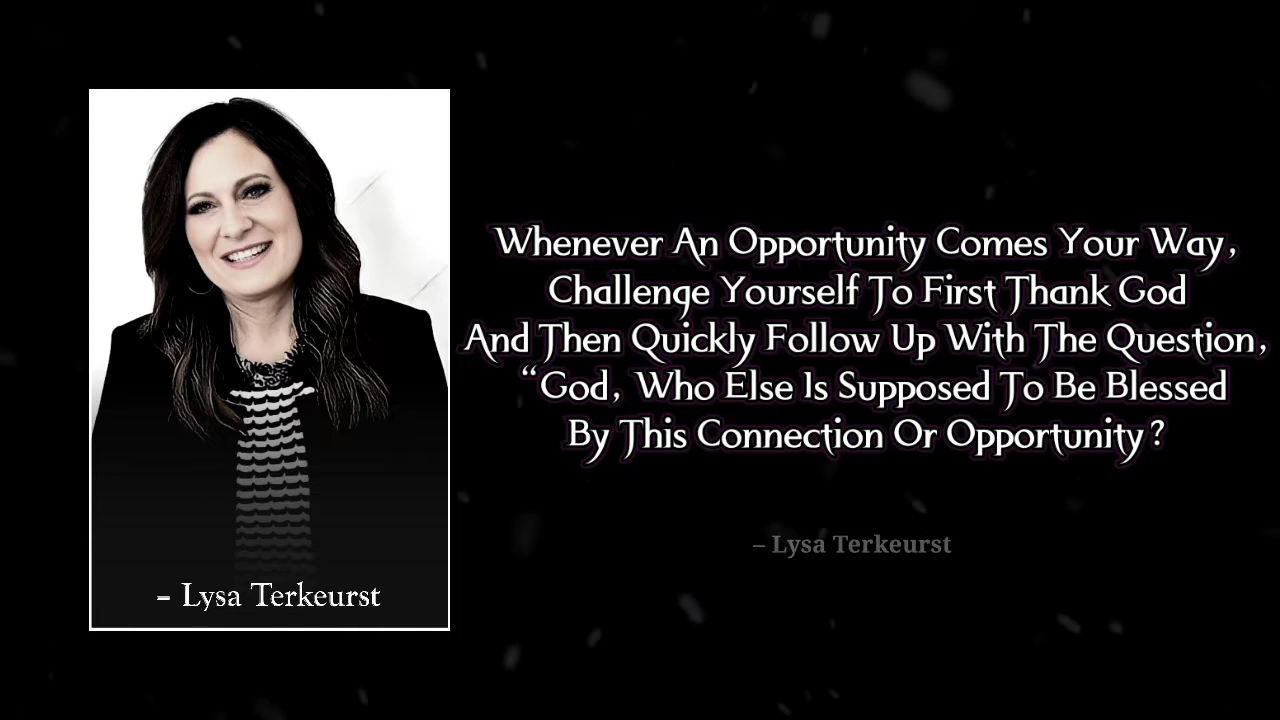 Whenever An Opportunity Comes Your Way,
Challenge Yourself To First Thank God
And Then Quickly Follow Up With The Question,
“God, Who Else Is Supposed To Be Blessed
By This Connection Or Opportunity?
– Lysa Terkeurst
– Lysa Terkeurst